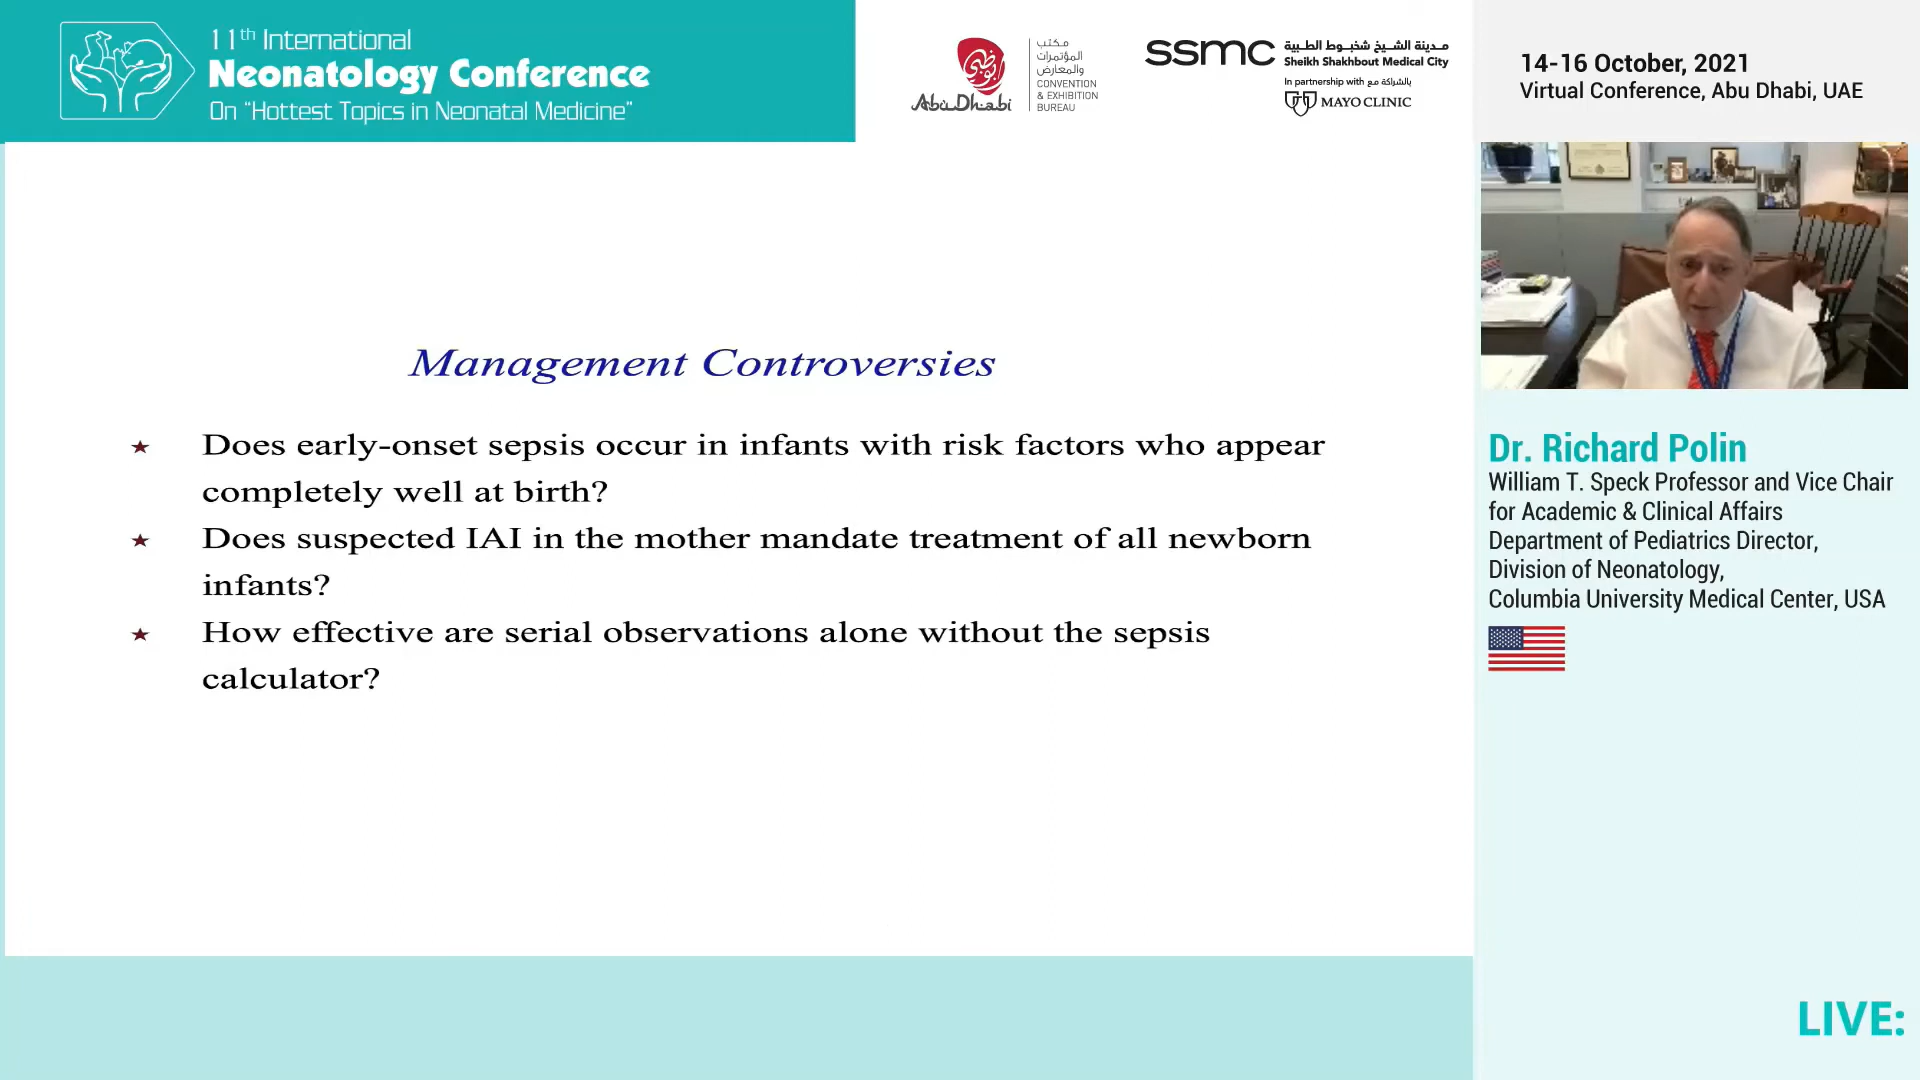 11th International
Neonatology Conference
On “Hottest Topics in Neonatal Medicine”
Abu Dhabi
مكتب
المؤتمرات
والمعارض
CONVENTION
& EXHIBITION
BUREAU
ssmc
مدينة الشيخ شخبوط الطبية
Sheikh Shakhbout Medical City
In partnership with بالشراكة مع
MAYO CLINIC
14-16 October, 2021
Virtual Conference, Abu Dhabi, UAE
Management Controversies
★ Does early-onset sepsis occur in infants with risk factors who appear
completely well at birth?
★ Does suspected IAI in the mother mandate treatment of all newborn
infants?
★ How effective are serial observations alone without the sepsis
calculator?
Dr. Richard Polin
William T. Speck Professor and Vice Chair
for Academic & Clinical Affairs
Department of Pediatrics Director,
Division of Neonatology,
Columbia University Medical Center, USA
LIVE: